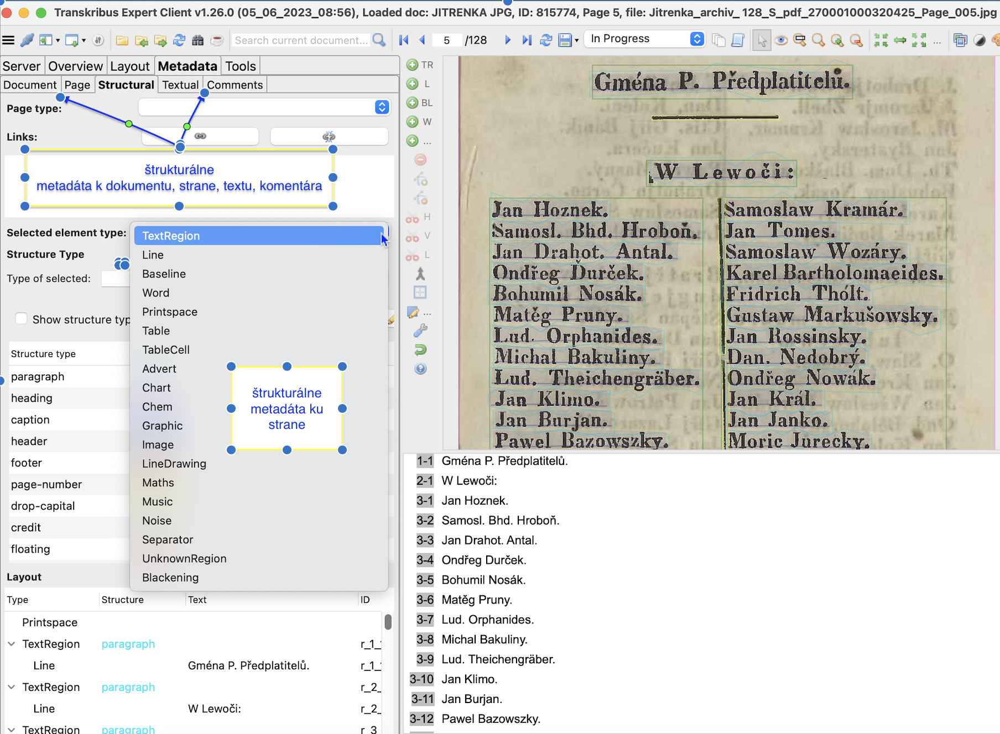 Transkribus Expert Client v1.26.0 (05_06_2023_08:56), Loaded doc: JITRENKA JPG, ID: 815774, Page 5, file: Jitrenka_archiv_ 128_S_pdf_270001000320425_Page_005.jpg
Search current document...
5 /128
In Progress
...
Server Overview Layout Metadata Tools
Document Page Structural Textual Comments
Page type:
Links:
štrukturálne
metadáta k dokumentu, strane, textu, komentára
Selected element type:
Structure Type
Type of selected:
Show structure typ
Structure type
paragraph
heading
caption
header
footer
page-number
drop-capital
credit
floating
TextRegion
Line
Baseline
Word
Printspace
Table
TableCell
Advert
Chart
Chem
Graphic
Image
LineDrawing
Maths
Music
Noise
Separator
UnknownRegion
Blackening
štrukturálne
metadáta ku
strane
Layout
Type Structure Text ID
Printspace
TextRegion paragraph r_1_
Line Gména P. Předplatitelů. r_1_
TextRegion paragraph r_2_
Line W Lewoči: r_2_
TextRegion paragraph r_3
TR
L
BL
W
...
H
V
L
...
Gména P. Předplatitelů.
W Lewoči:
Jan Hoznek.
Samosl. Bhd. Hroboň.
Jan Drahot. Antal.
Ondřeg Ďurček.
Bohumil Nosák.
Matěg Pruny.
Lud. Orphanides.
Michal Bakuliny.
Lud. Theichengräber.
Jan Klimo.
Jan Burjan.
Pawel Bazowszky.
Samoslaw Kramár.
Jan Tomes.
Samoslaw Wozáry.
Karel Bartholomaeides.
Fridrich Thólt.
Gustaw Markušowsky.
Jan Rossinsky.
Dan. Nedobrý.
Ondřeg Nowák.
Jan Král.
Jan Janko.
Moric Jurecky.
1-1 Gména P. Předplatitelů.
2-1 W Lewoči:
3-1 Jan Hoznek.
3-2 Samosl. Bhd. Hroboň.
3-3 Jan Drahot. Antal.
3-4 Ondřeg Durček.
3-5 Bohumil Nosák.
3-6 Matěg Pruny.
3-7 Lud. Orphanides.
3-8 Michal Bakuliny.
3-9 Lud. Theichengräber.
3-10 Jan Klimo.
3-11 Jan Burjan.
3-12 Pawel Bazowszky.